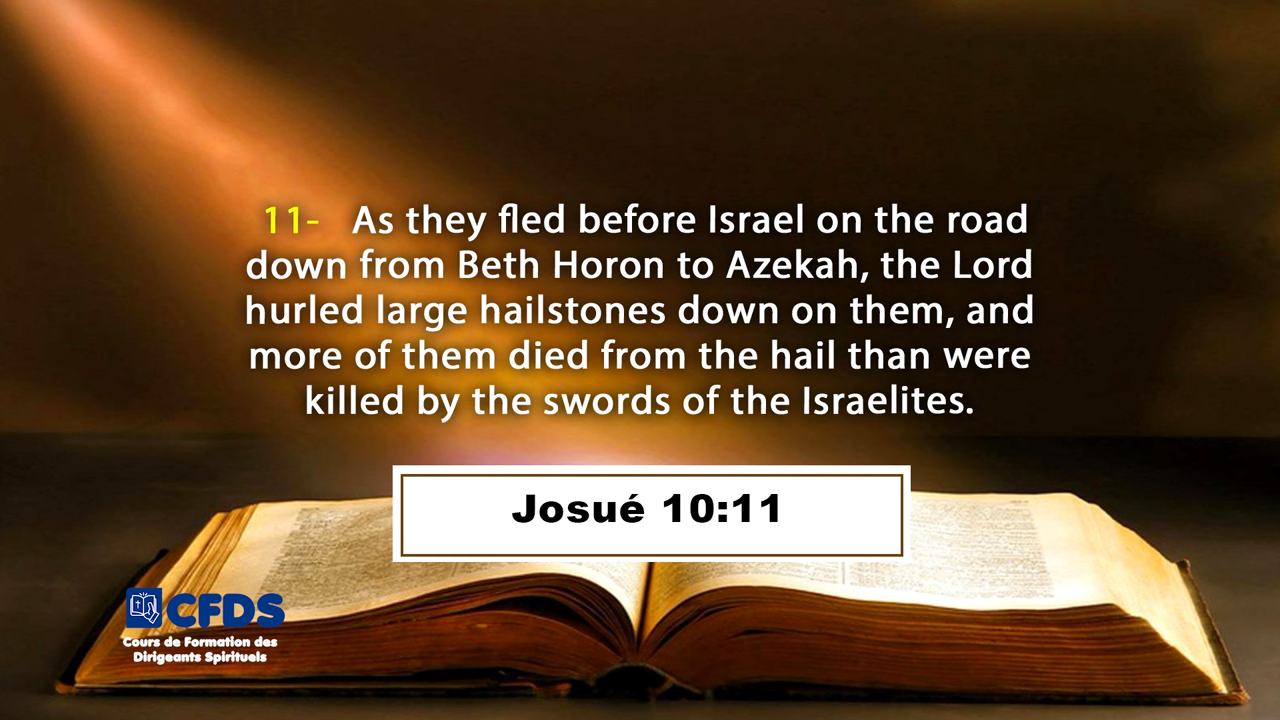 11- As they fled before Israel on the road
down from Beth Horon to Azekah, the Lord
hurled large hailstones down on them, and
more of them died from the hail than were
killed by the swords of the Israelites.
Josué 10:11
CFDS
Cours de Formation des
Dirigeants Spirituels